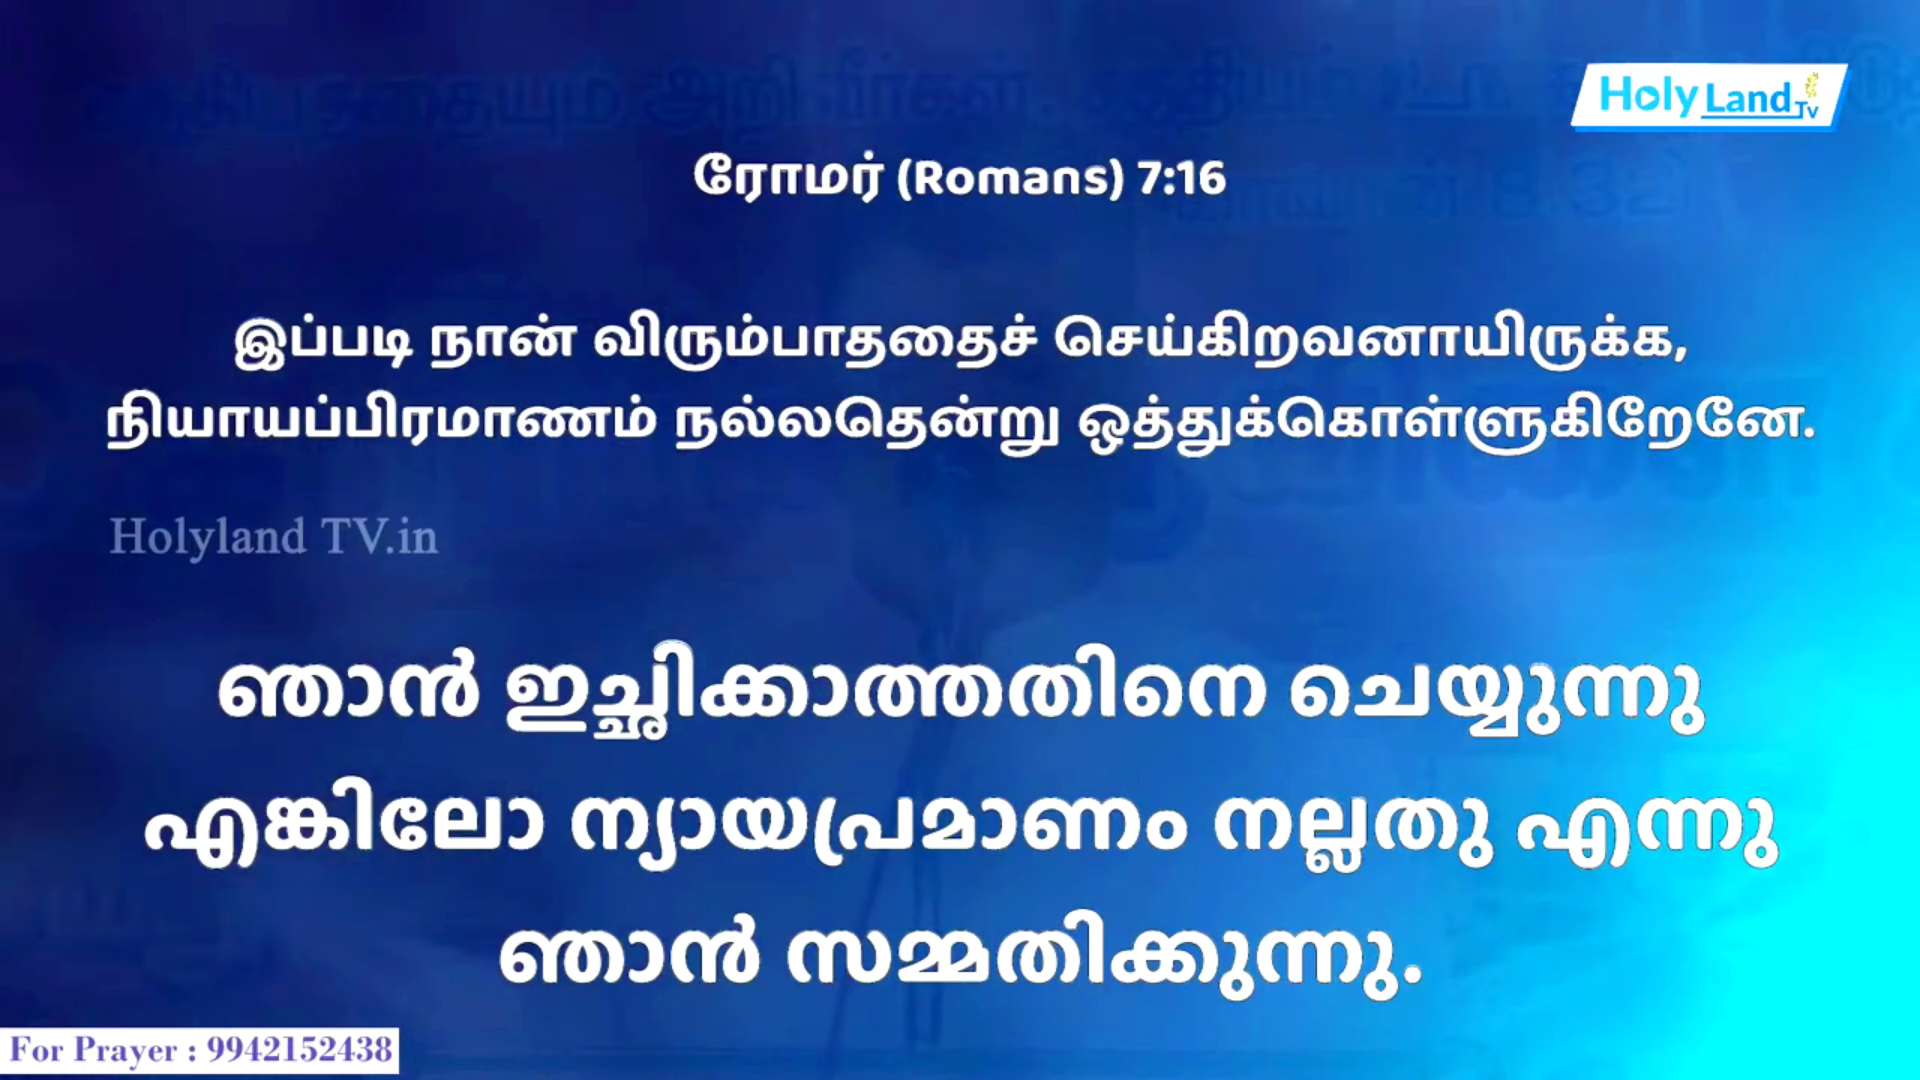 Holy Land TV
ரோமர் (Romans) 7:16
இப்படி நான் விரும்பாததைச் செய்கிறவனாயிருக்க,
நியாயப்பிரமாணம் நல்லதென்று ஒத்துக்கொள்ளுகிறேனே.
Holyland TV.in
ഞാൻ ഇച്ഛിക്കാത്തതിനെ ചെയ്യുന്നു
എങ്കിലോ ന്യായപ്രമാണം നല്ലതു എന്നു
ഞാൻ സമ്മതിക്കുന്നു.
For Prayer : 9942152438